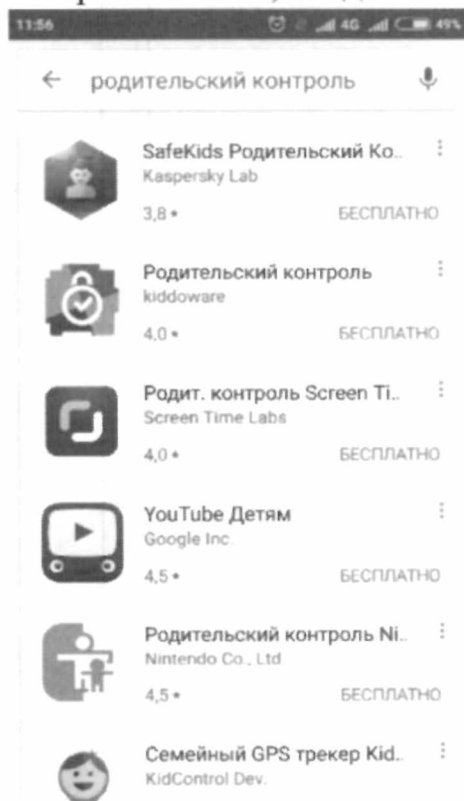 11:56 4G 49%
родительский контроль
SafeKids Родительский Ко..
Kaspersky Lab
3,8 БЕСПЛАТНО
Родительский контроль
kiddoware
4,0 БЕСПЛАТНО
Родит. контроль Screen Ti..
Screen Time Labs
4,0 БЕСПЛАТНО
YouTube Детям
Google Inc.
4,5 БЕСПЛАТНО
Родительский контроль Ni..
Nintendo Co., Ltd
4,5 БЕСПЛАТНО
Семейный GPS трекер Kid..
KidControl Dev.